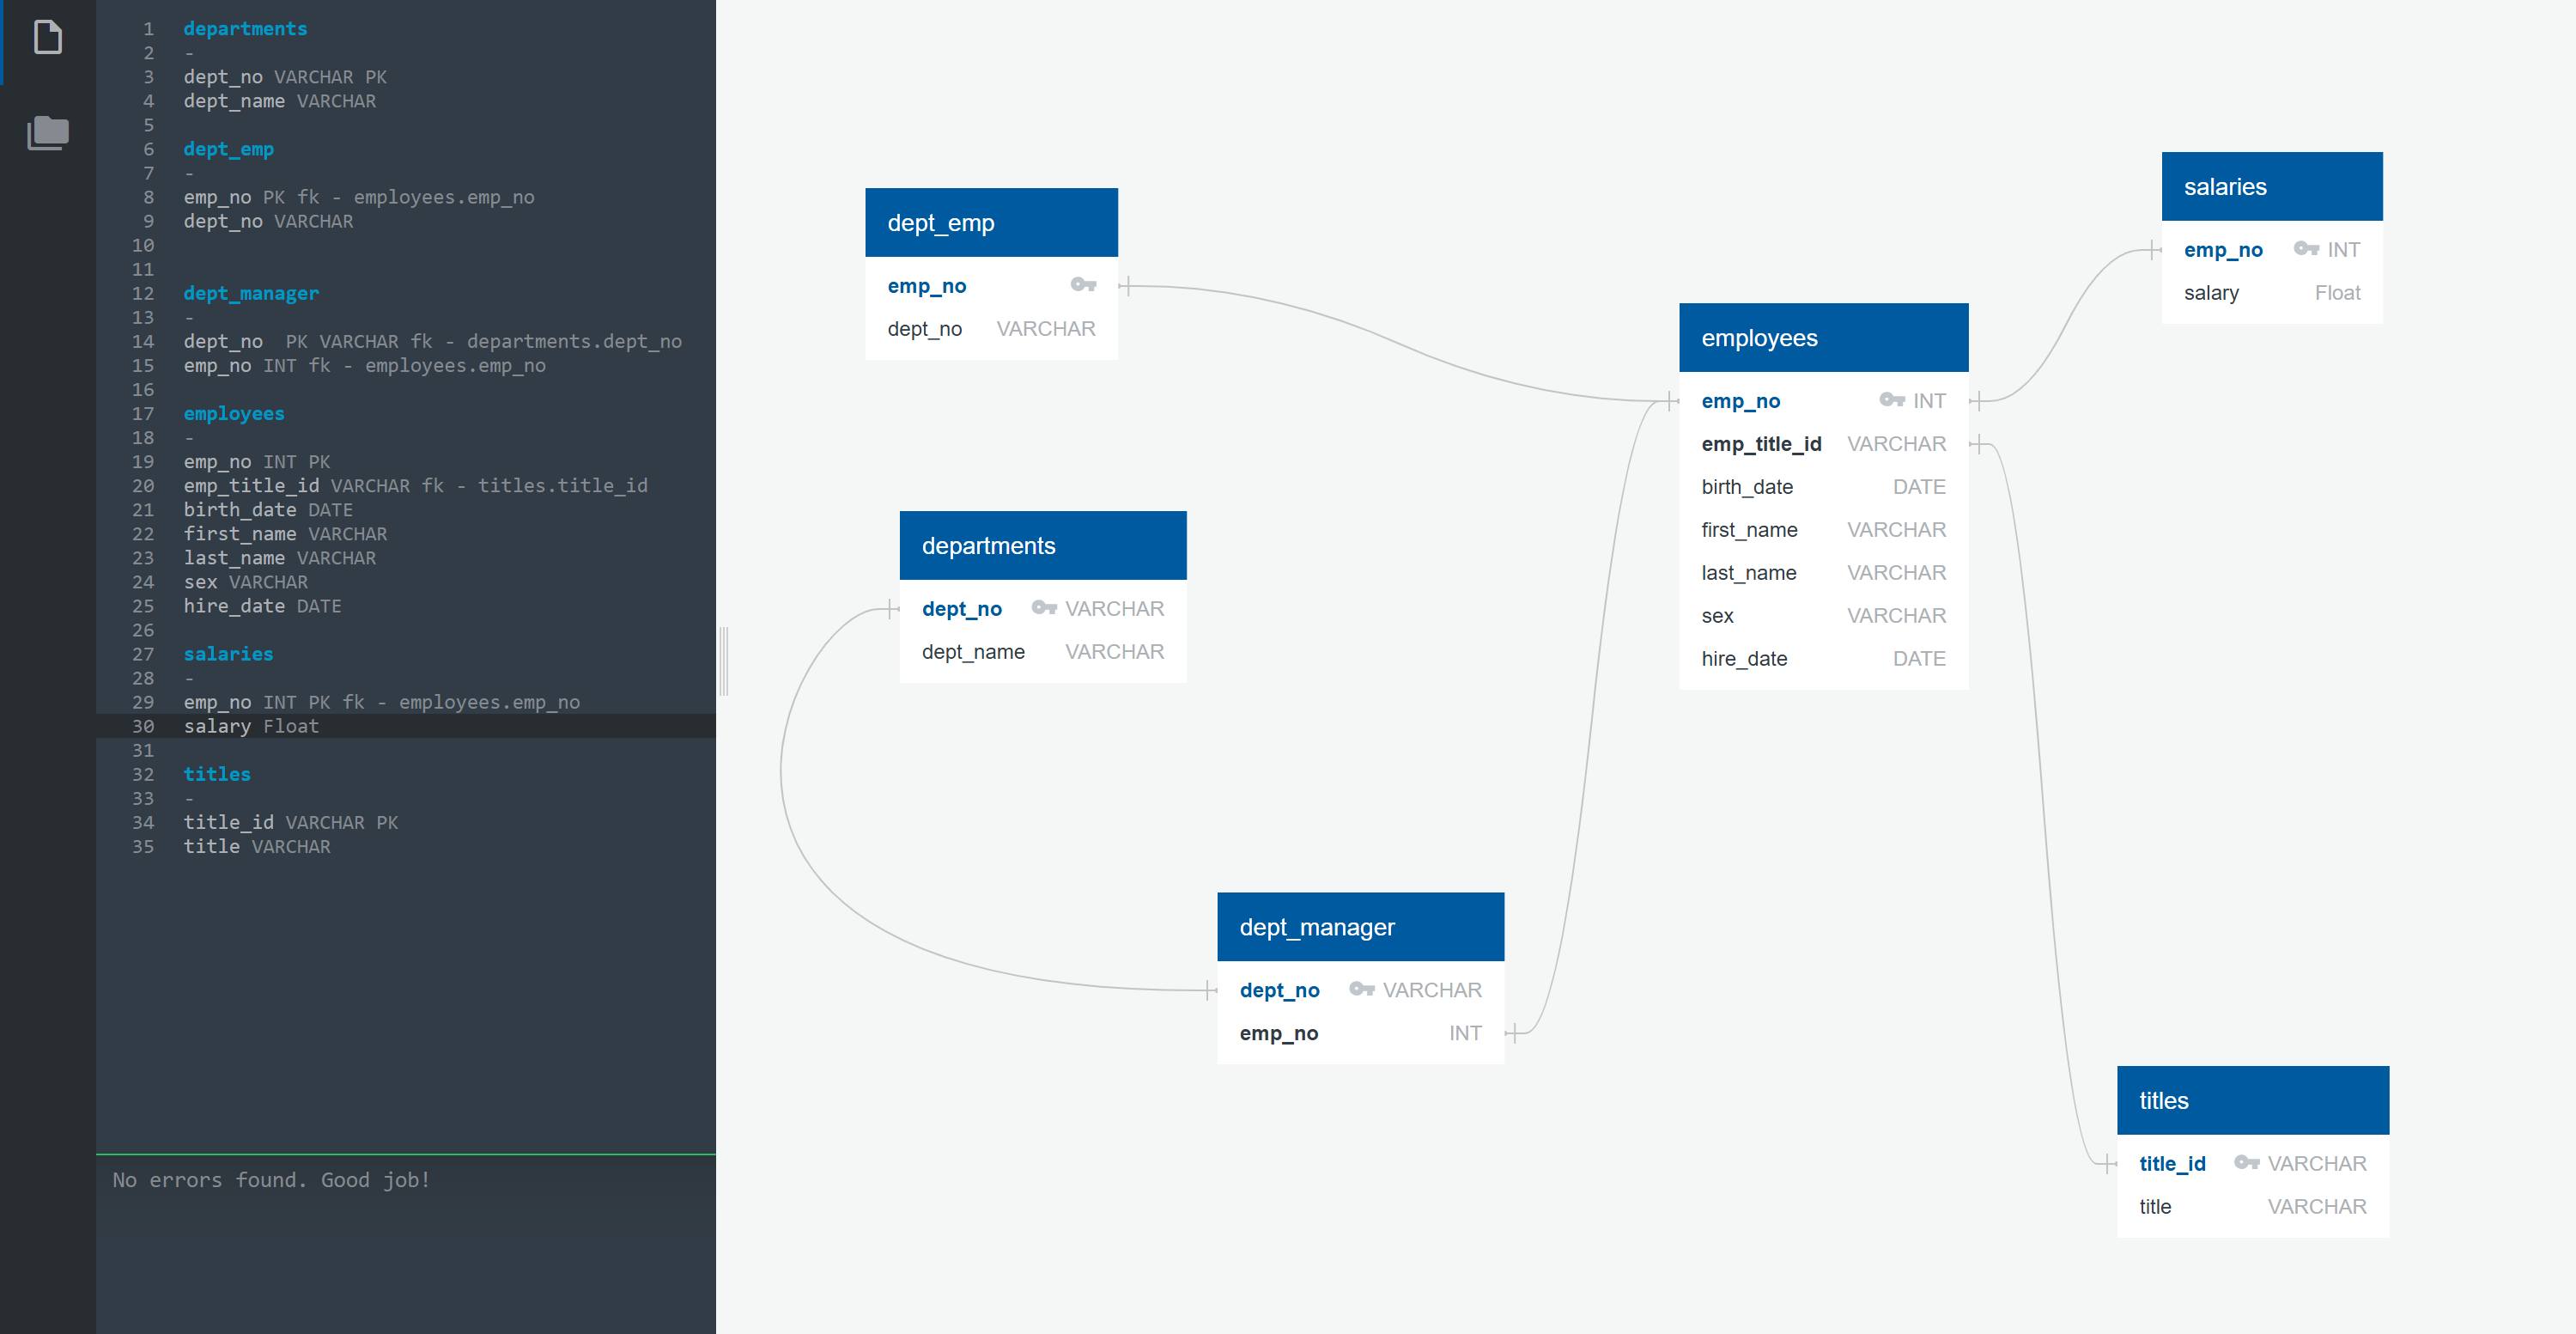 1 departments
2 -
3 dept_no VARCHAR PK
4 dept_name VARCHAR
5
6 dept_emp
7 -
8 emp_no PK fk - employees.emp_no
9 dept_no VARCHAR
10
11
12 dept_manager
13 -
14 dept_no  PK VARCHAR fk - departments.dept_no
15 emp_no INT fk - employees.emp_no
16
17 employees
18 -
19 emp_no INT PK
20 emp_title_id VARCHAR fk - titles.title_id
21 birth_date DATE
22 first_name VARCHAR
23 last_name VARCHAR
24 sex VARCHAR
25 hire_date DATE
26
27 salaries
28 -
29 emp_no INT PK fk - employees.emp_no
30 salary Float
31
32 titles
33 -
34 title_id VARCHAR PK
35 title VARCHAR
No errors found. Good job!
dept_emp
emp_no
dept_no VARCHAR
departments
dept_no VARCHAR
dept_name VARCHAR
dept_manager
dept_no VARCHAR
emp_no INT
employees
emp_no INT
emp_title_id VARCHAR
birth_date DATE
first_name VARCHAR
last_name VARCHAR
sex VARCHAR
hire_date DATE
salaries
emp_no INT
salary Float
titles
title_id VARCHAR
title VARCHAR